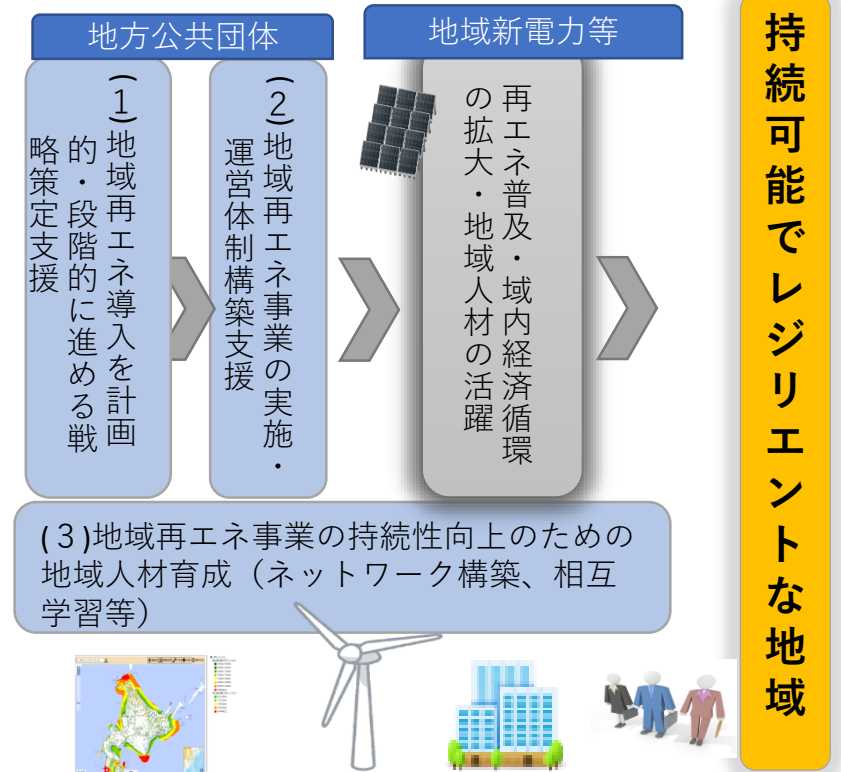 地方公共団体
地域新電力等
(1)地域再エネ導入を計画
的・段階的に進める戦
略策定支援
(2)地域再エネ事業の実施・
運営体制構築支援
再エネ普及・域内経済循環
の拡大・地域人材の活躍
(３)地域再エネ事業の持続性向上のための
地域人材育成（ネットワーク構築、相互
学習等）
持続可能でレジリエントな地域